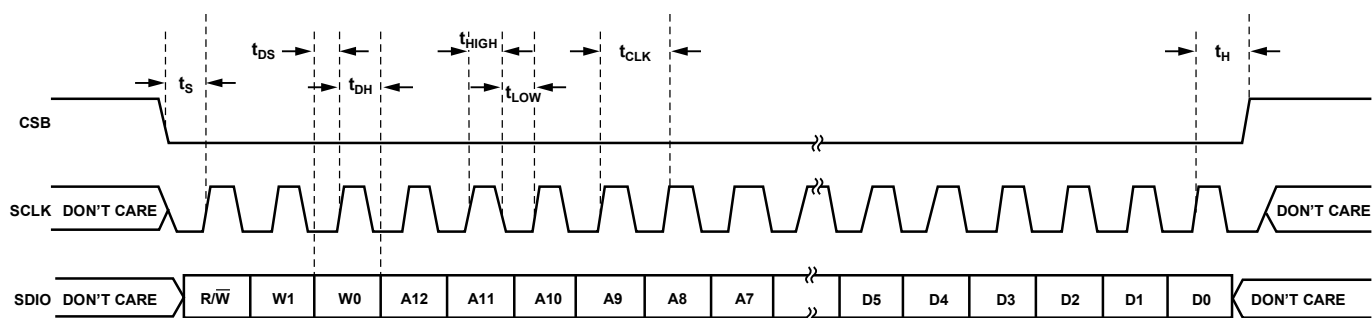 tDS
tHIGH
tCLK
tH
tS
tDH
tLOW
CSB
SCLK DON'T CARE
DON'T CARE
SDIO DON'T CARE R/W̅ W1 W0 A12 A11 A10 A9 A8 A7 D5 D4 D3 D2 D1 D0 DON'T CARE